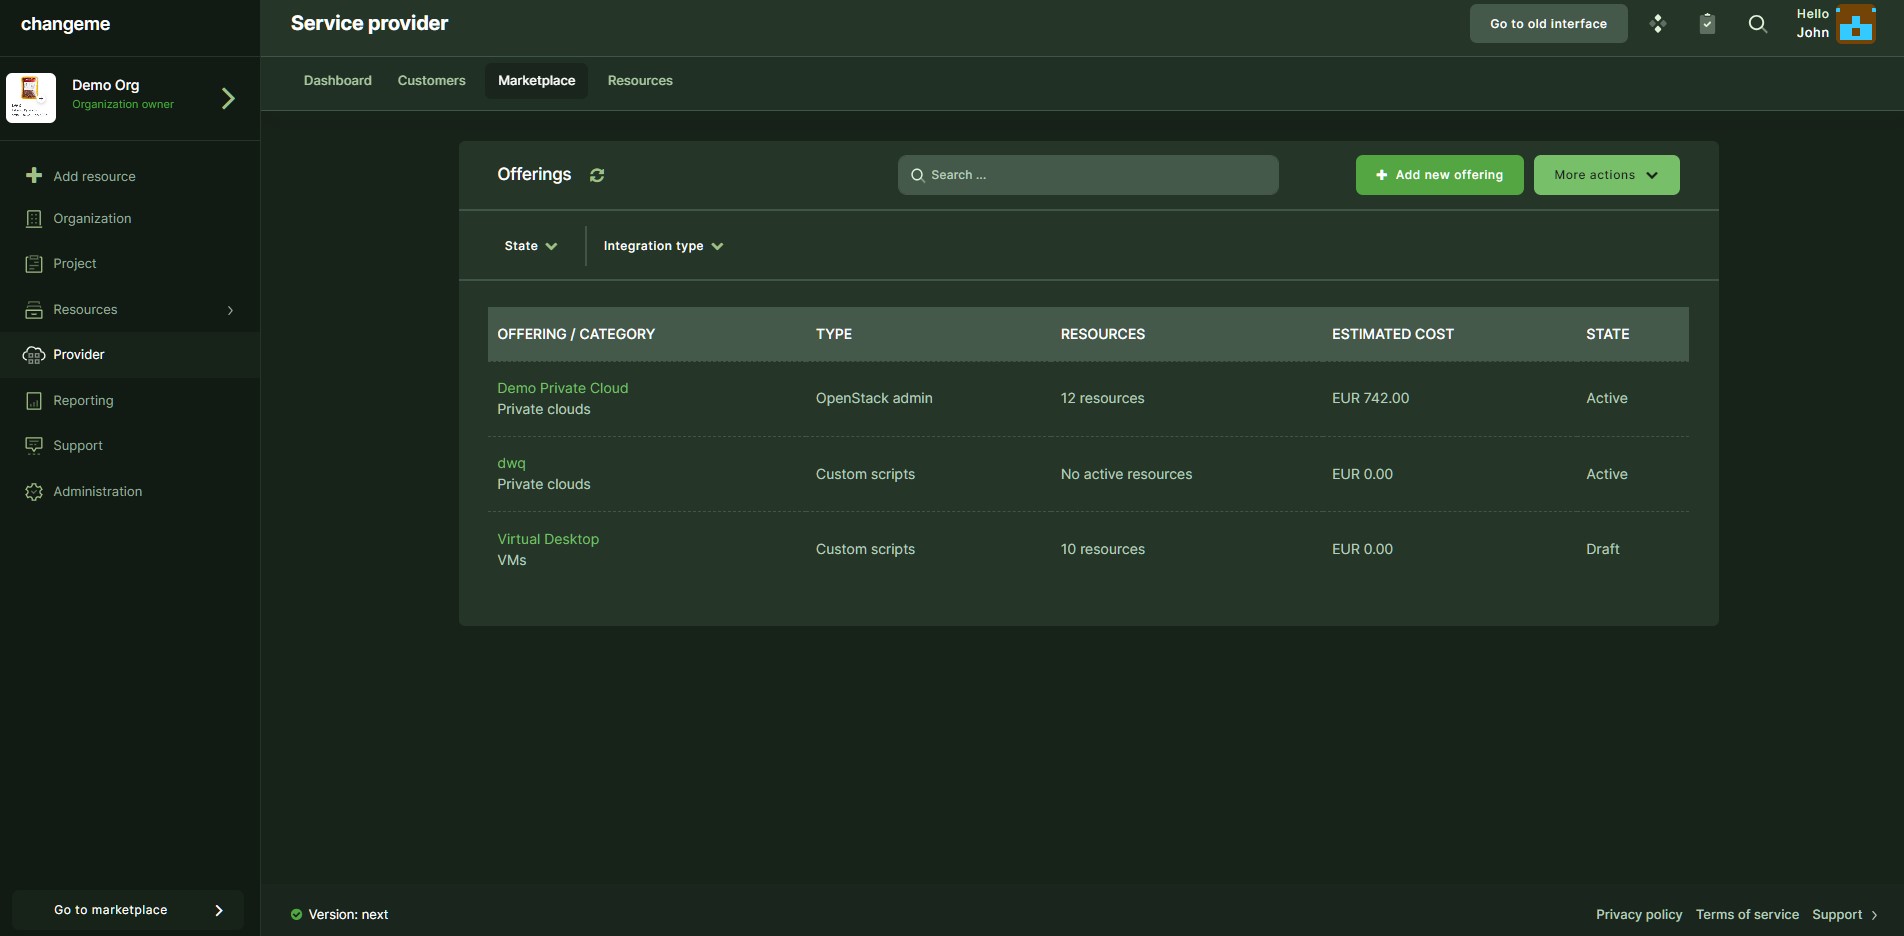 changeme
Service provider
Go to old interface
Hello
John
Demo Org
Organization owner
Dashboard
Customers
Marketplace
Resources
Add resource
Organization
Project
Resources
Provider
Reporting
Support
Administration
Go to marketplace
Offerings
Search ...
Add new offering
More actions
State
Integration type
OFFERING / CATEGORY TYPE RESOURCES ESTIMATED COST STATE
Demo Private Cloud
Private clouds
OpenStack admin
12 resources
EUR 742.00
Active
dwq
Private clouds
Custom scripts
No active resources
EUR 0.00
Active
Virtual Desktop
VMs
Custom scripts
10 resources
EUR 0.00
Draft
Version: next
Privacy policy
Terms of service
Support